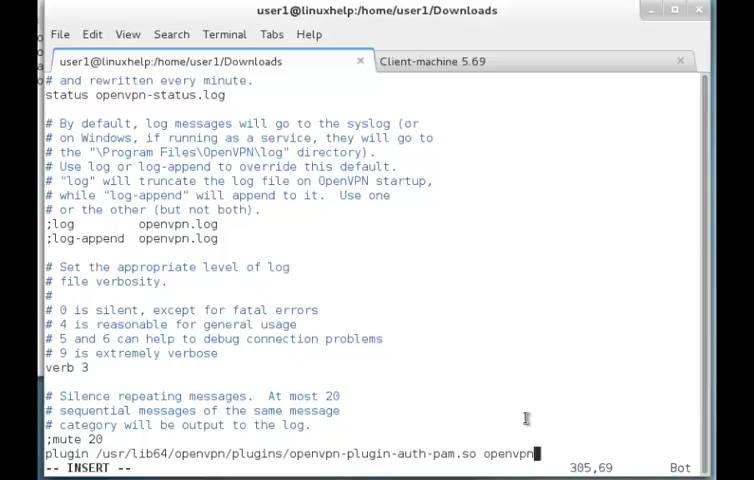 user1@linuxhelp:/home/user1/Downloads
File Edit View Search Terminal Tabs Help
user1@linuxhelp:/home/user1/Downloads × Client-machine 5.69 ×
# and rewritten every minute.
status openvpn-status.log
# By default, log messages will go to the syslog (or
# on Windows, if running as a service, they will go to
# the "\Program Files\OpenVPN\log" directory).
# Use log or log-append to override this default.
# "log" will truncate the log file on OpenVPN startup,
# while "log-append" will append to it.  Use one
# or the other (but not both).
;log         openvpn.log
;log-append  openvpn.log
# Set the appropriate level of log
# file verbosity.
#
# 0 is silent, except for fatal errors
# 4 is reasonable for general usage
# 5 and 6 can help to debug connection problems
# 9 is extremely verbose
verb 3
# Silence repeating messages.  At most 20
# sequential messages of the same message
# category will be output to the log.
;mute 20
plugin /usr/lib64/openvpn/plugins/openvpn-plugin-auth-pam.so openvpn
-- INSERT -- 305,69 Bot